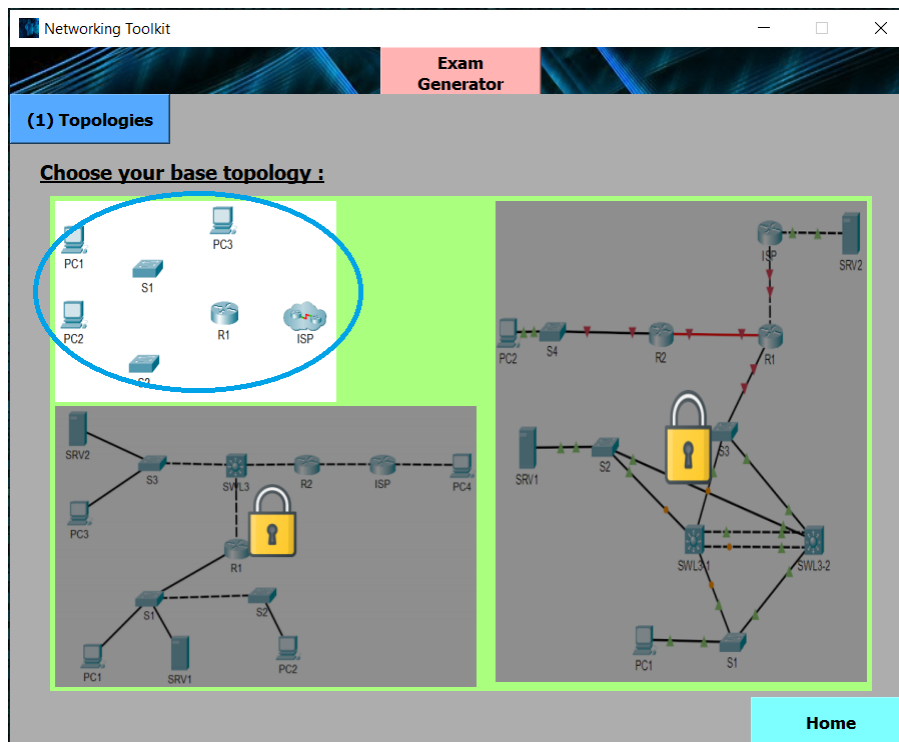 Networking Toolkit
Exam
Generator
(1) Topologies
Choose your base topology :
PC1
PC3
S1
PC2
R1
ISP
S2
SRV2
S3
SWL3
R2
ISP
PC4
PC3
R1
S1
S2
PC1
SRV1
PC2
ISP
SRV2
PC2
S4
R2
R1
SRV1
S2
S3
SWL3-1
SWL3-2
PC1
S1
Home